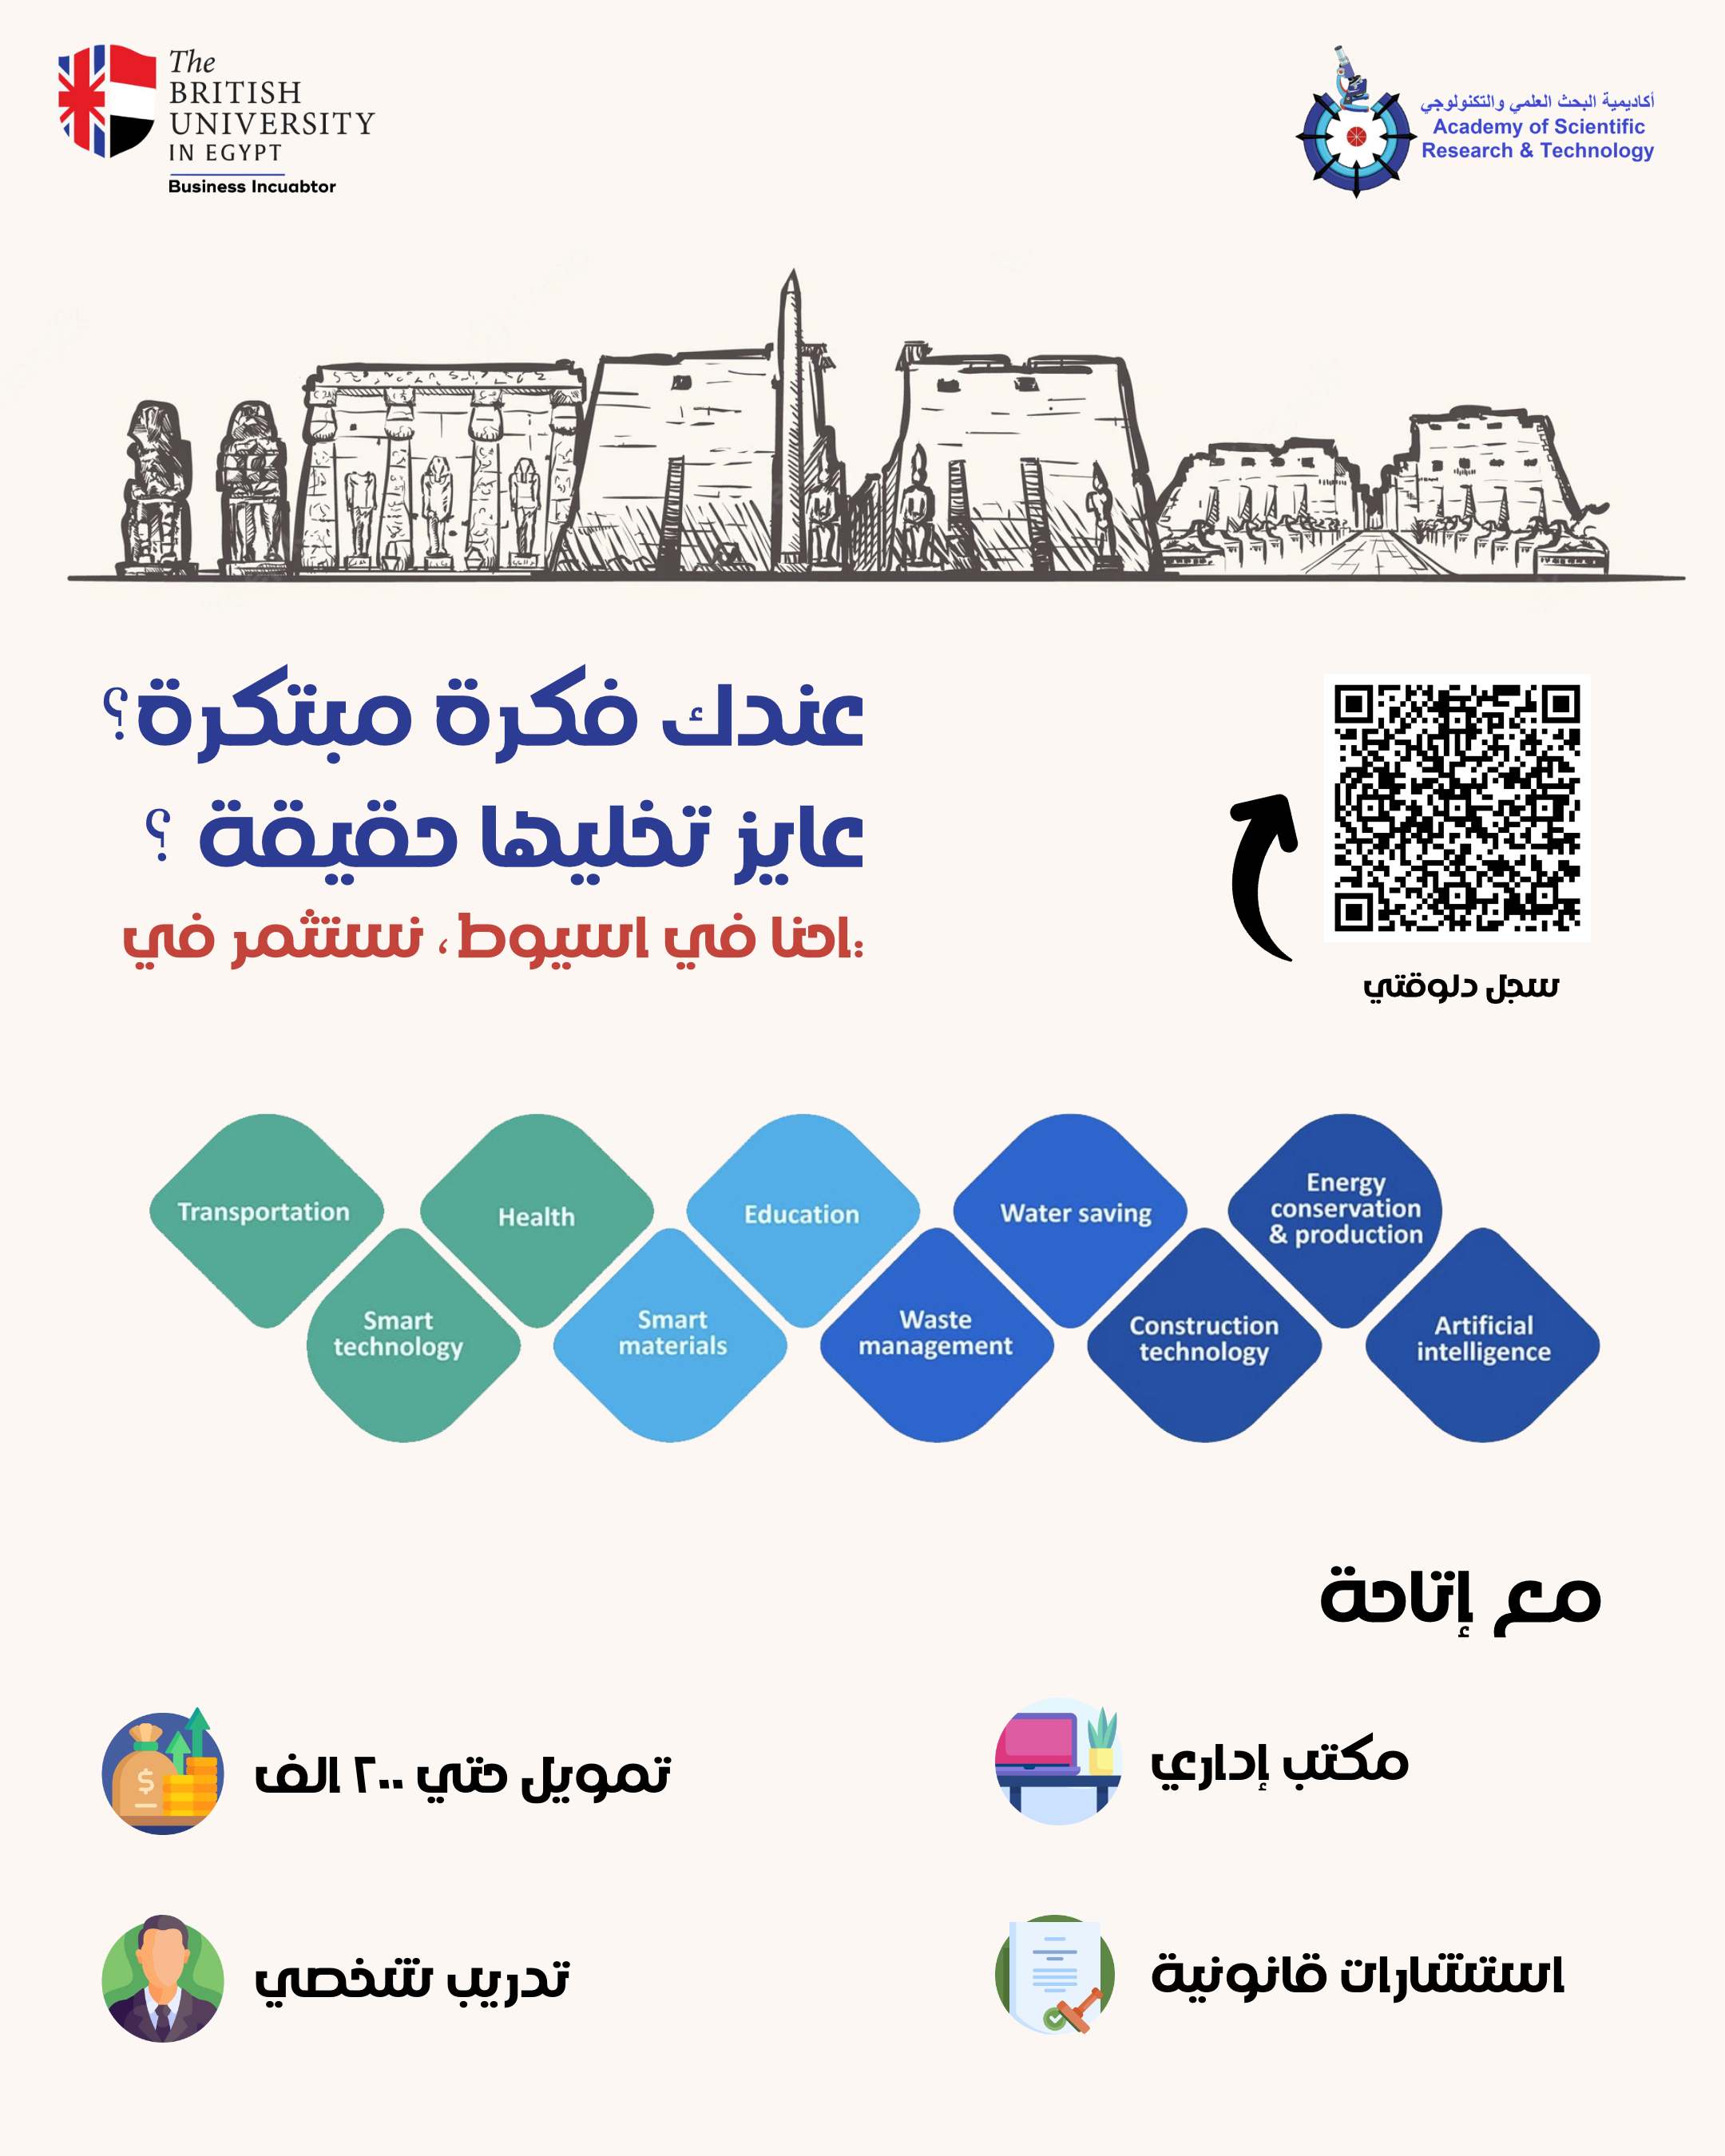 The
BRITISH
UNIVERSITY
IN EGYPT
Business Incuabtor
أكاديمية البحث العلمي والتكنولوجي
Academy of Scientific
Research & Technology
عندك فكرة مبتكرة؟
عايز تخليها حقيقة ؟
احنا في اسيوط، نستثمر في:
سجل دلوقتي
Transportation
Health
Education
Water saving
Energy
conservation
& production
Smart
technology
Smart
materials
Waste
management
Construction
technology
Artificial
intelligence
مع إتاحة
مكتب إداري
تمويل حتي ٢٠٠ الف
استشارات قانونية
تدريب شخصي